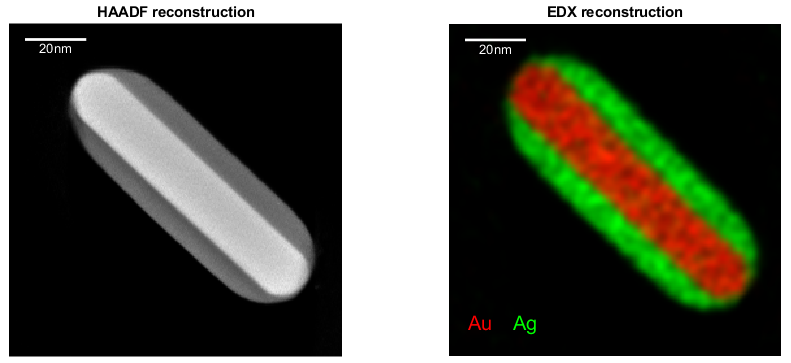 HAADF reconstruction
20nm
EDX reconstruction
20nm
Au Ag